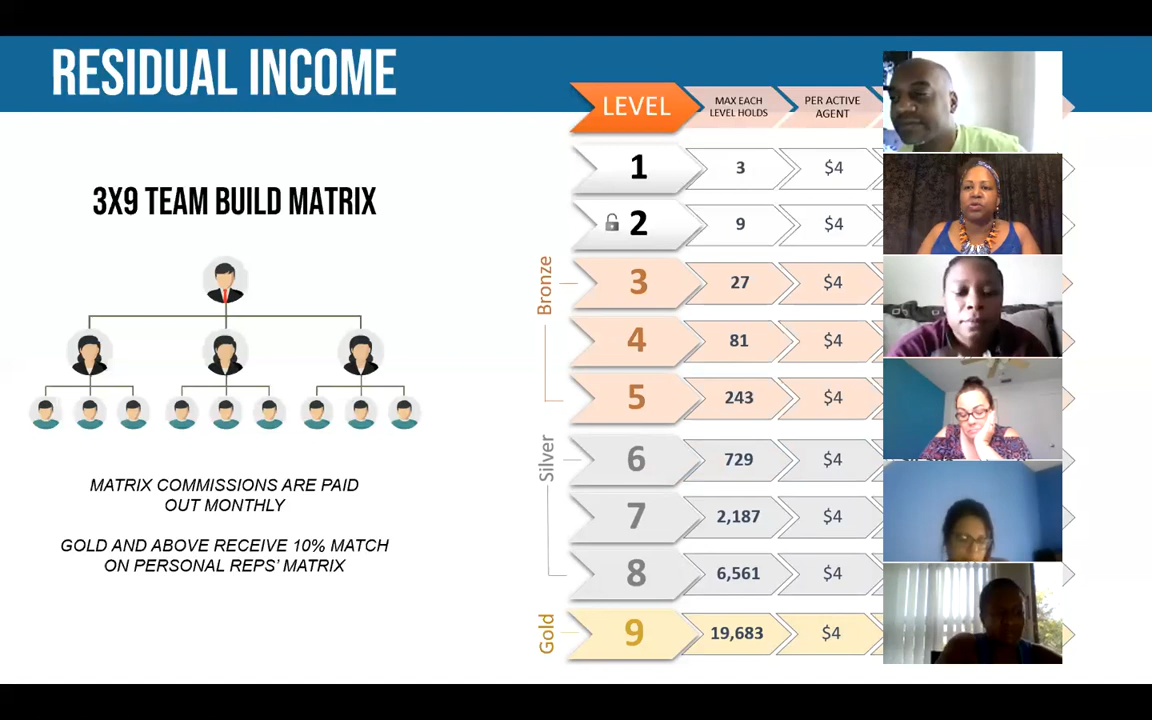 RESIDUAL INCOME
3X9 TEAM BUILD MATRIX
MATRIX COMMISSIONS ARE PAID
OUT MONTHLY
GOLD AND ABOVE RECEIVE 10% MATCH
ON PERSONAL REPS' MATRIX
LEVEL
MAX EACH
LEVEL HOLDS
PER ACTIVE
AGENT
1 3 $4
2 9 $4
Bronze
3 27 $4
4 81 $4
5 243 $4
Silver
6 729 $4
7 2,187 $4
8 6,561 $4
Gold
9 19,683 $4